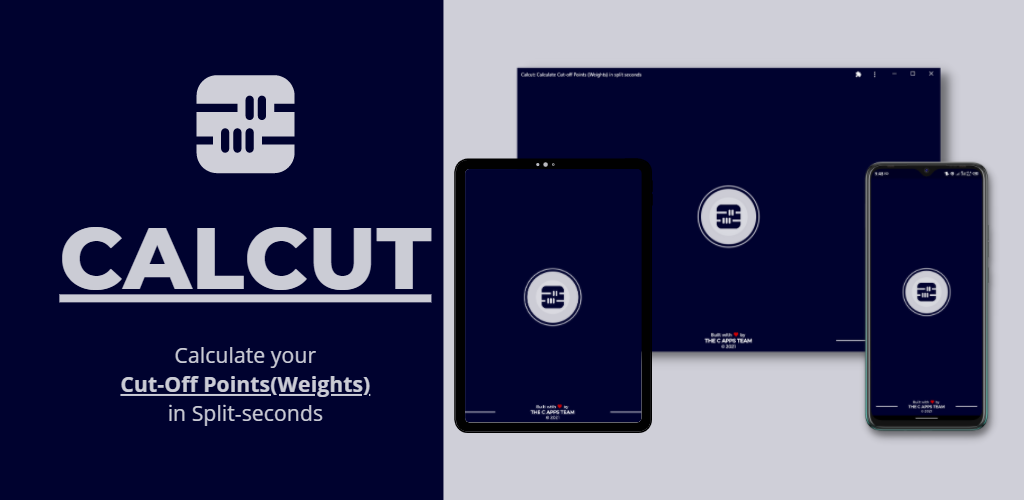 CALCUT
Calculate your
Cut-Off Points(Weights)
in Split-seconds
Calcut: Calculate Cut-off Points (Weights) in split-seconds
Built with ❤ by
THE C APPS TEAM
© 2021
Built with ❤ by
THE C APPS TEAM
© 2021
Built with ❤ by
THE C APPS TEAM
© 2021